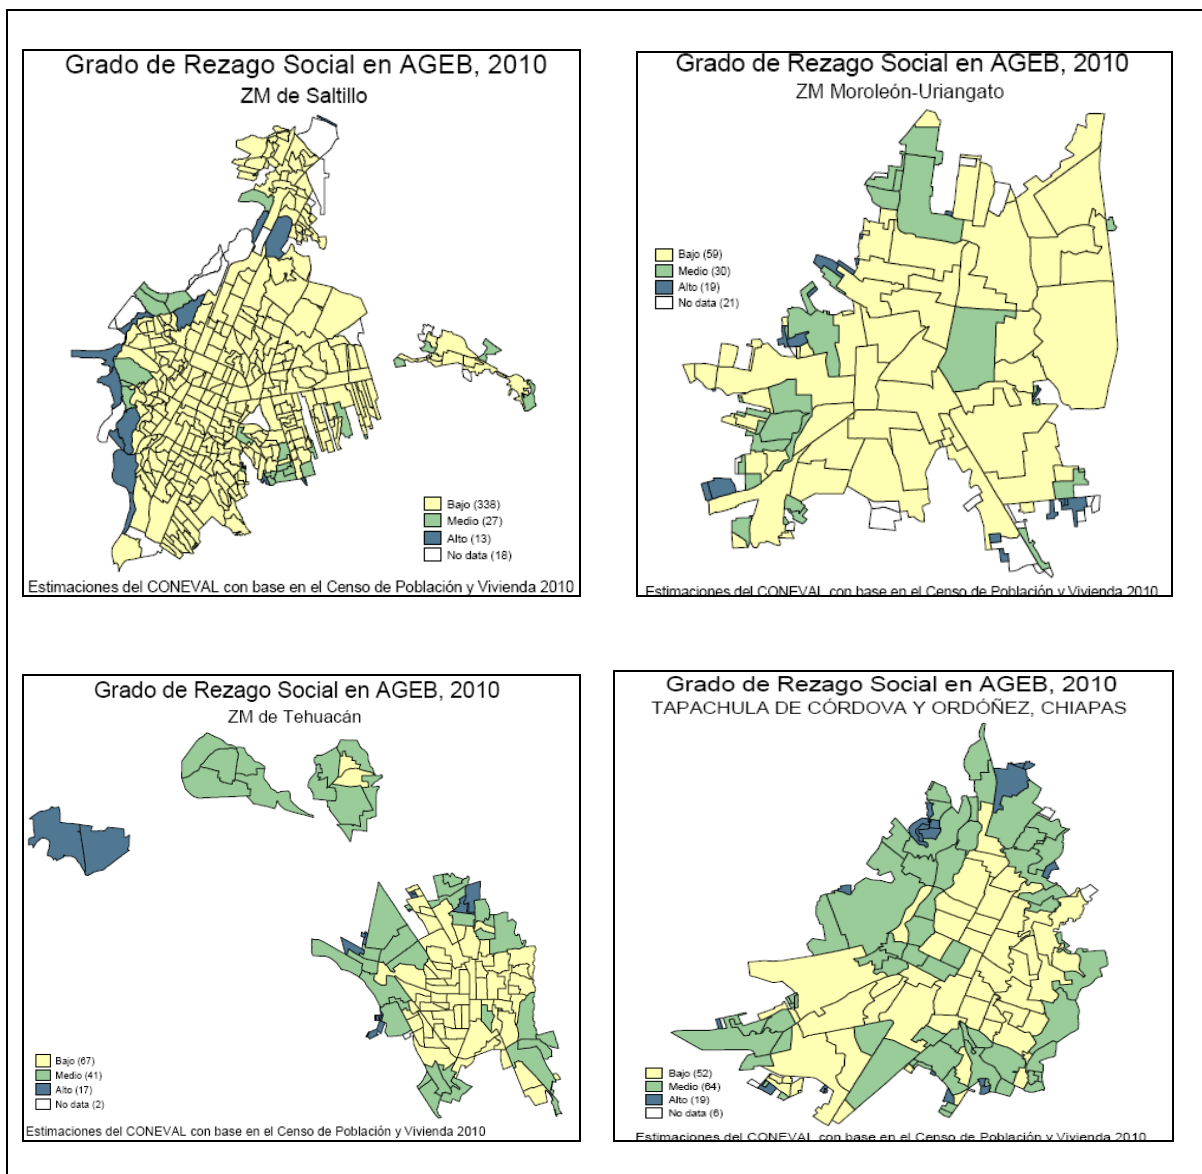 Grado de Rezago Social en AGEB, 2010
ZM de Saltillo
Bajo (338)
Medio (27)
Alto (13)
No data (18)
Estimaciones del CONEVAL con base en el Censo de Población y Vivienda 2010
Grado de Rezago Social en AGEB, 2010
ZM Moroleón-Uriangato
Bajo (59)
Medio (30)
Alto (19)
No data (21)
Estimaciones del CONEVAL con base en el Censo de Población y Vivienda 2010
Grado de Rezago Social en AGEB, 2010
ZM de Tehuacán
Bajo (67)
Medio (41)
Alto (17)
No data (2)
Estimaciones del CONEVAL con base en el Censo de Población y Vivienda 2010
Grado de Rezago Social en AGEB, 2010
TAPACHULA DE CÓRDOVA Y ORDÓÑEZ, CHIAPAS
Bajo (52)
Medio (64)
Alto (19)
No data (6)
Estimaciones del CONEVAL con base en el Censo de Población y Vivienda 2010